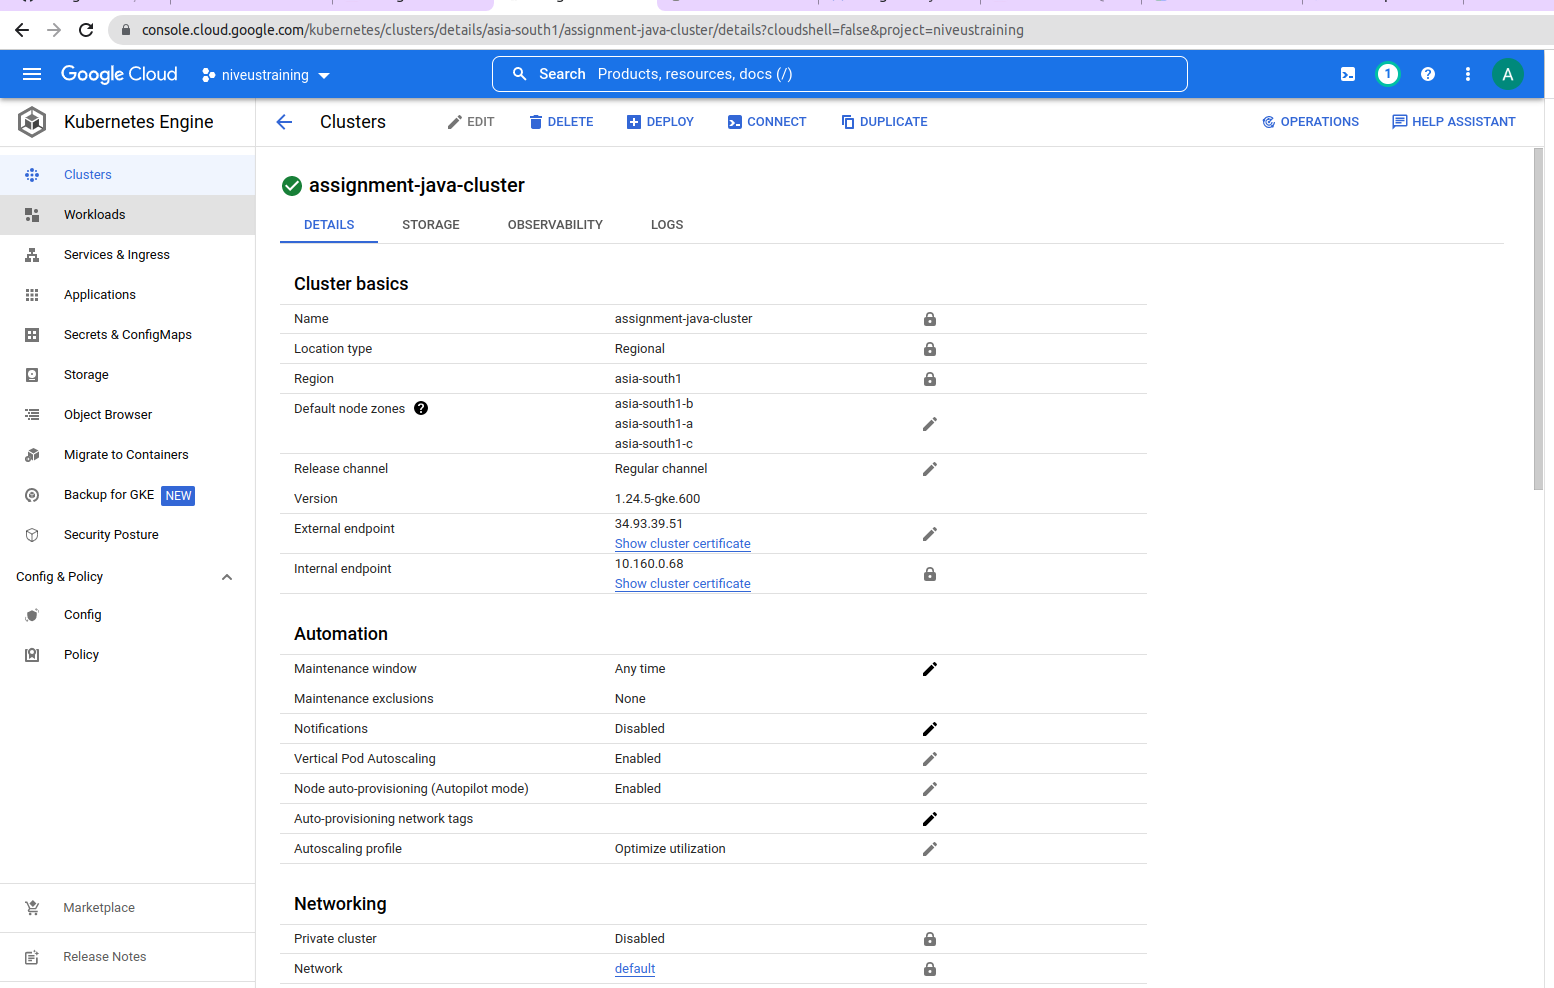 console.cloud.google.com/kubernetes/clusters/details/asia-south1/assignment-java-cluster/details?cloudshell=false&project=niveustraining
Google Cloud niveustraining Search Products, resources, docs (/) 1 A
Kubernetes Engine
Clusters EDIT DELETE DEPLOY CONNECT DUPLICATE OPERATIONS HELP ASSISTANT
Clusters
Workloads
Services & Ingress
Applications
Secrets & ConfigMaps
Storage
Object Browser
Migrate to Containers
Backup for GKE NEW
Security Posture
Config & Policy
Config
Policy
Marketplace
Release Notes
assignment-java-cluster
DETAILS STORAGE OBSERVABILITY LOGS
Cluster basics
Name assignment-java-cluster
Location type Regional
Region asia-south1
Default node zones asia-south1-b
asia-south1-a
asia-south1-c
Release channel Regular channel
Version 1.24.5-gke.600
External endpoint 34.93.39.51
Show cluster certificate
Internal endpoint 10.160.0.68
Show cluster certificate
Automation
Maintenance window Any time
Maintenance exclusions None
Notifications Disabled
Vertical Pod Autoscaling Enabled
Node auto-provisioning (Autopilot mode) Enabled
Auto-provisioning network tags
Autoscaling profile Optimize utilization
Networking
Private cluster Disabled
Network default